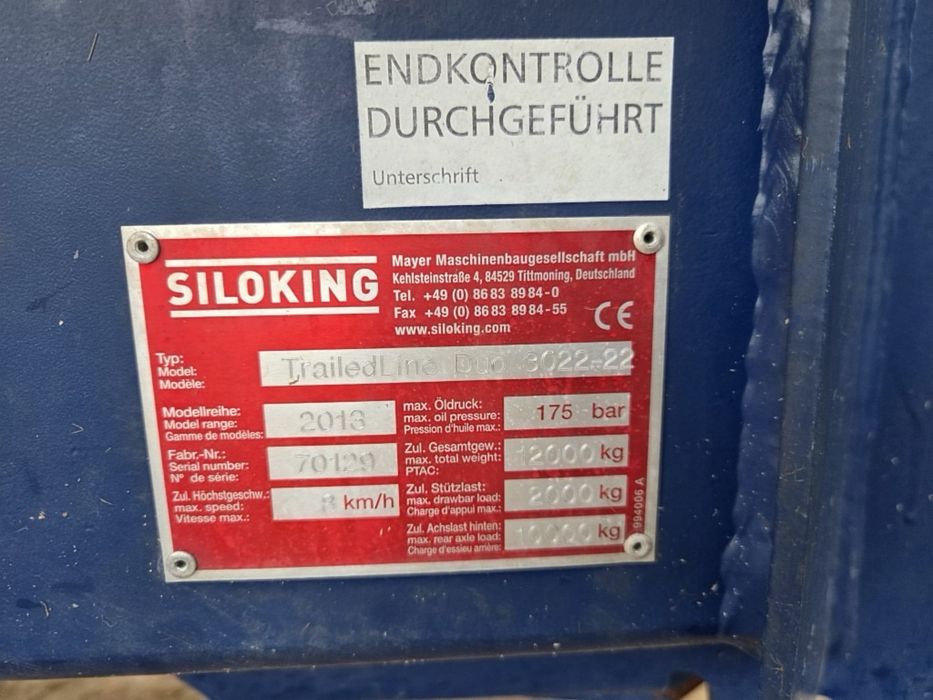 ENDKONTROLLE
DURCHGEFÜHRT
Unterschrift
SILOKING
Mayer Maschinenbaugesellschaft mbH
Kehlsteinstraße 4, 84529 Tittmoning, Deutschland
Tel. +49 (0) 86 83 89 84-0
Fax +49 (0) 86 83 89 84-55
www.siloking.com
CE
Typ:
Model:
Modèle:
TrailedLine Duo 3022-22
Modellreihe:
Model range:
Gamme de modèles:
2013
Fabr.-Nr.:
Serial number:
N° de série:
70129
Zul. Höchstgeschw.:
max. speed:
Vitesse max.:
8 km/h
max. Öldruck:
max. oil pressure:
Pression d'huile max.:
175 bar
Zul. Gesamtgew.:
max. total weight:
PTAC:
12000 kg
Zul. Stützlast:
max. drawbar load:
Charge d'appui max.:
2000 kg
Zul. Achslast hinten:
max. rear axle load:
Charge d'essieu arrière:
10000 kg
994006 A